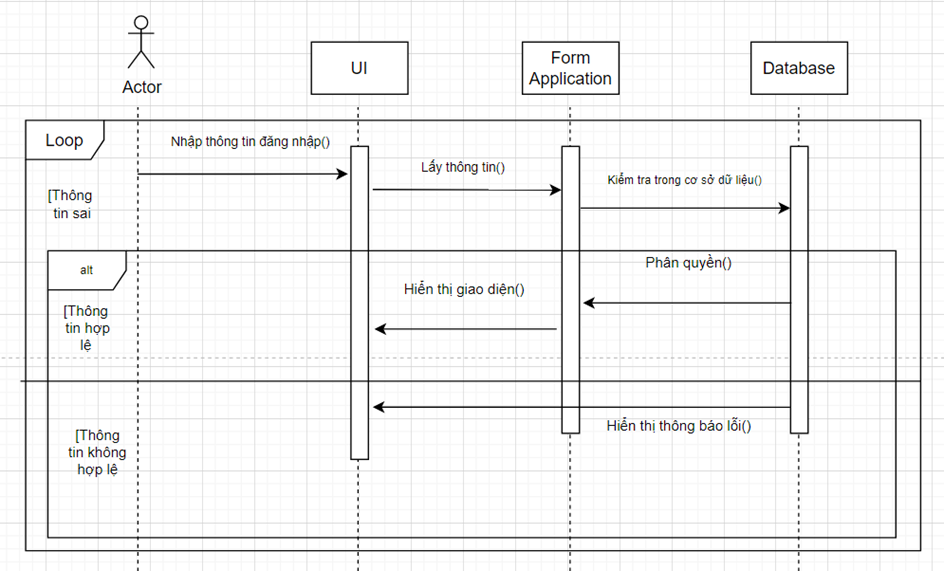 Actor
UI
Form
Application
Database
Loop
Nhập thông tin đăng nhập()
Lấy thông tin()
Kiểm tra trong cơ sở dữ liệu()
[Thông
tin sai
alt
Phân quyền()
Hiển thị giao diện()
[Thông
tin hợp
lệ
Hiển thị thông báo lỗi()
[Thông
tin không
hợp lệ